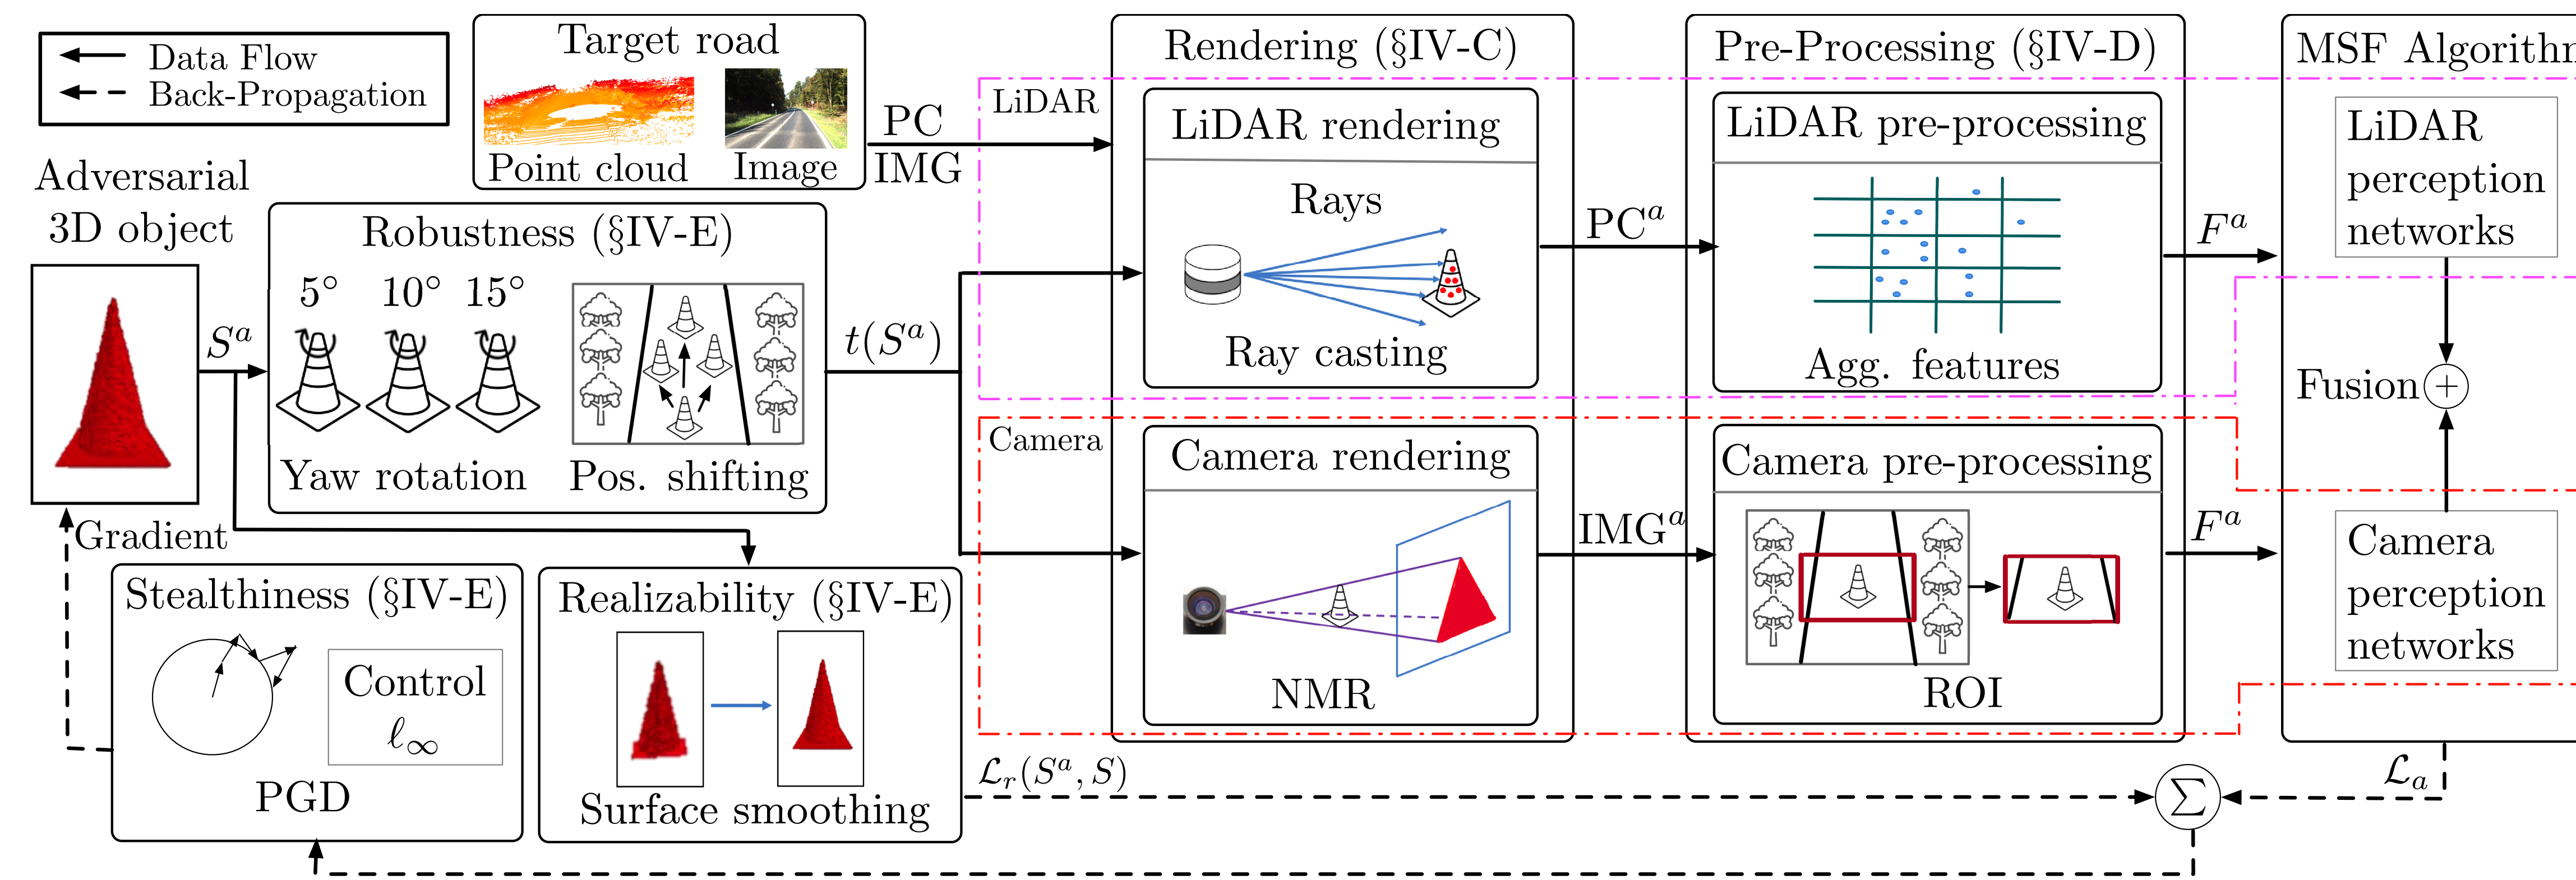 Data Flow
Back-Propagation
Target road
Point cloud
Image
PC
IMG
Adversarial
3D object
S^a
Robustness (§IV-E)
5° 10° 15°
Yaw rotation
Pos. shifting
t(S^a)
Gradient
Stealthiness (§IV-E)
Control
ℓ∞
PGD
Realizability (§IV-E)
Surface smoothing
LiDAR
Camera
Rendering (§IV-C)
LiDAR rendering
Rays
Ray casting
Camera rendering
NMR
PC^a
IMG^a
Pre-Processing (§IV-D)
LiDAR pre-processing
Agg. features
Camera pre-processing
ROI
F^a
F^a
MSF Algorith
LiDAR
perception
networks
Fusion +
Camera
perception
networks
ℒ_r(S^a, S)
∑
ℒ_a